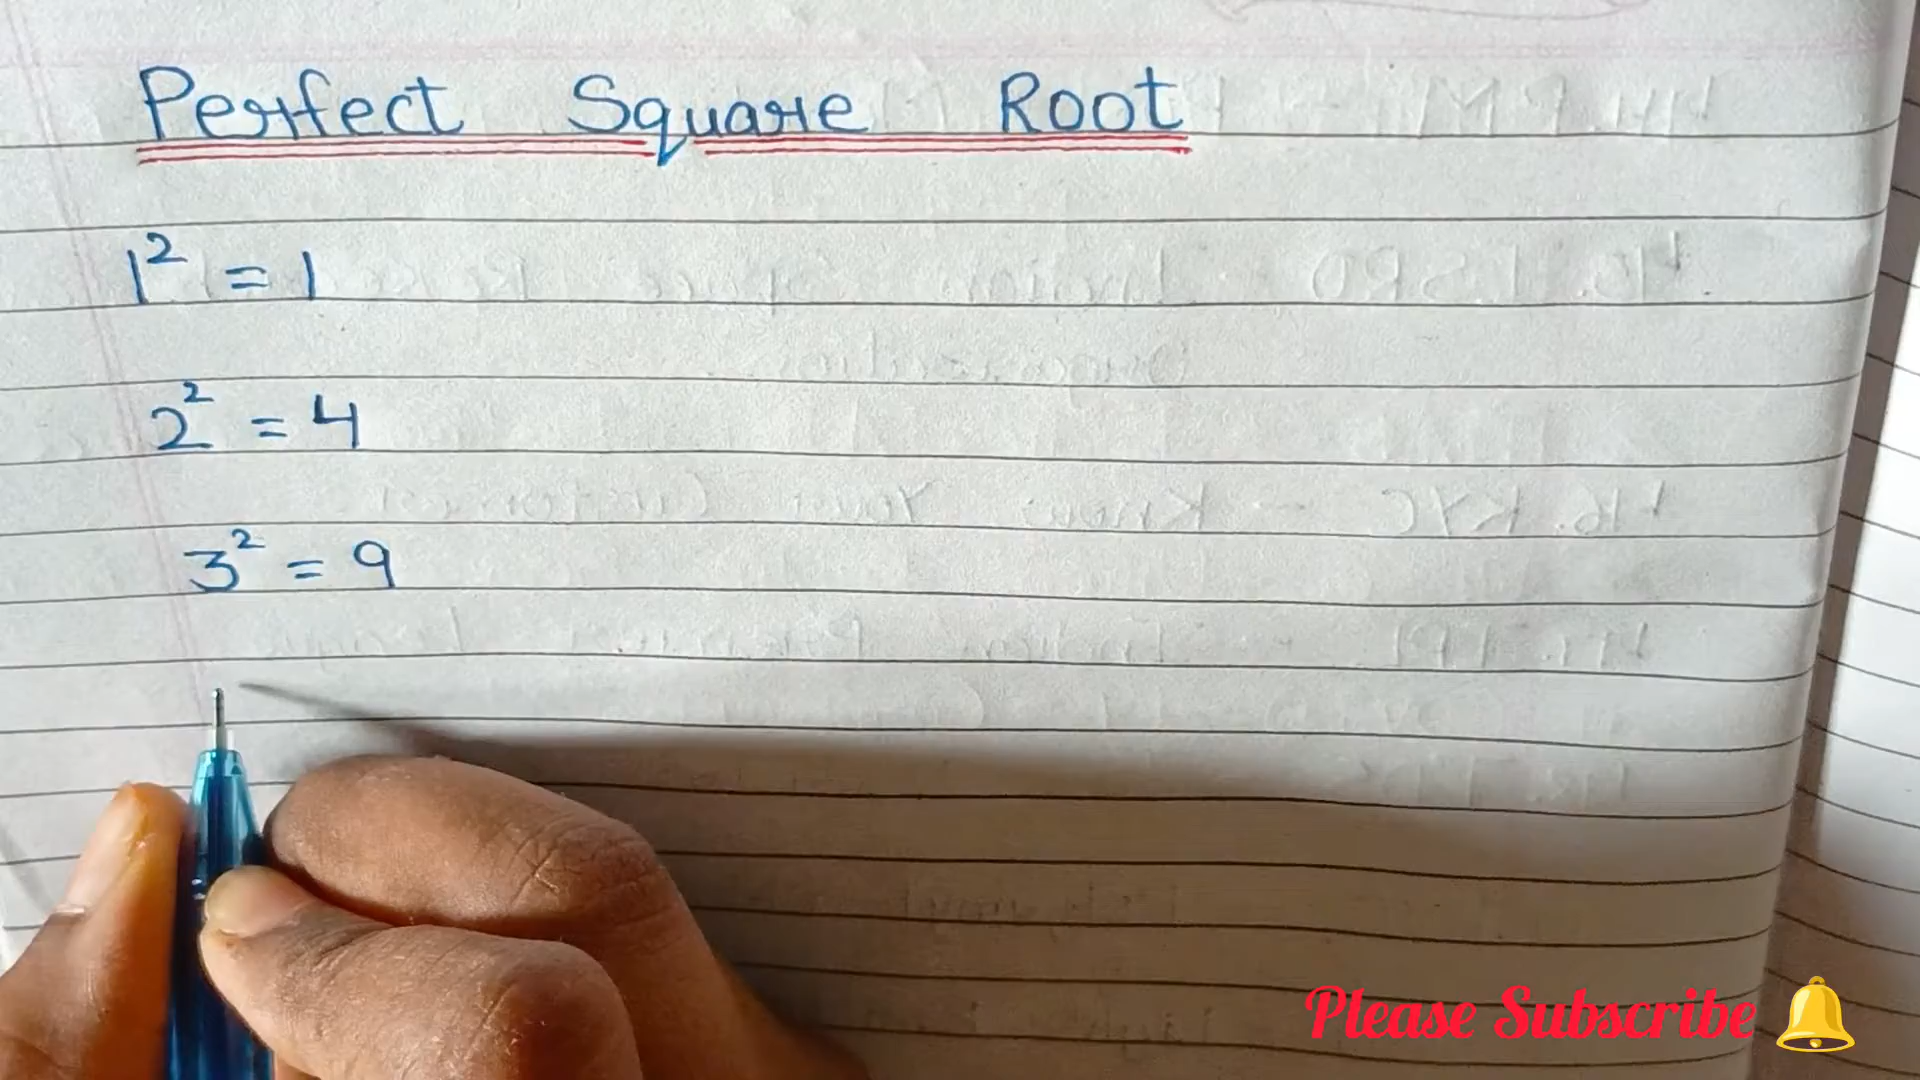 Perfect Square Root
1² = 1
2² = 4
3² = 9
Please Subscribe